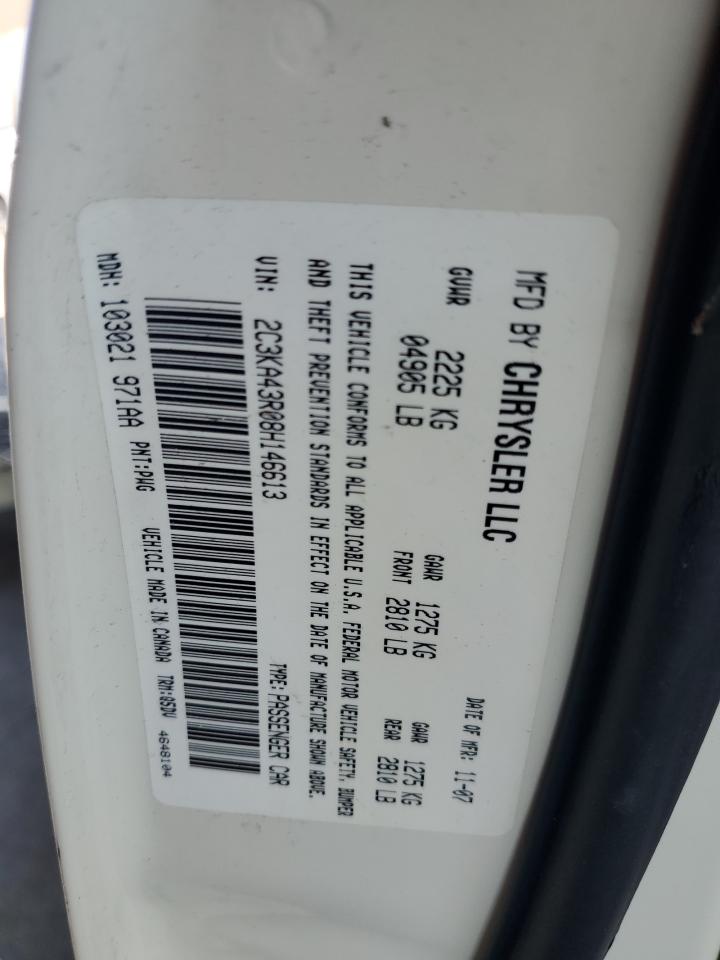 MFD BY CHRYSLER LLC
DATE OF MFR: 11-07
GVWR 2225 KG
04905 LB
GAWR FRONT 1275 KG
2810 LB
GAWR REAR 1275 KG
2810 LB
THIS VEHICLE CONFORMS TO ALL APPLICABLE U.S.A. FEDERAL MOTOR VEHICLE SAFETY, BUMPER
AND THEFT PREVENTION STANDARDS IN EFFECT ON THE DATE OF MANUFACTURE SHOWN ABOVE.
VIN: 2C3KA43R08H146613
TYPE: PASSENGER CAR
MDH: 103021 971AA PNT:PWG VEHICLE MADE IN CANADA TRM:@5DV 4648104